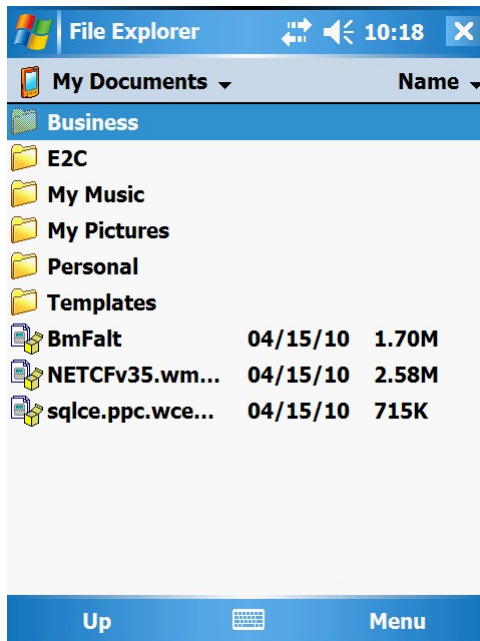 File Explorer 10:18
My Documents Name
Business
E2C
My Music
My Pictures
Personal
Templates
BmFalt 04/15/10 1.70M
NETCFv35.wm... 04/15/10 2.58M
sqlce.ppc.wce... 04/15/10 715K
Up Menu